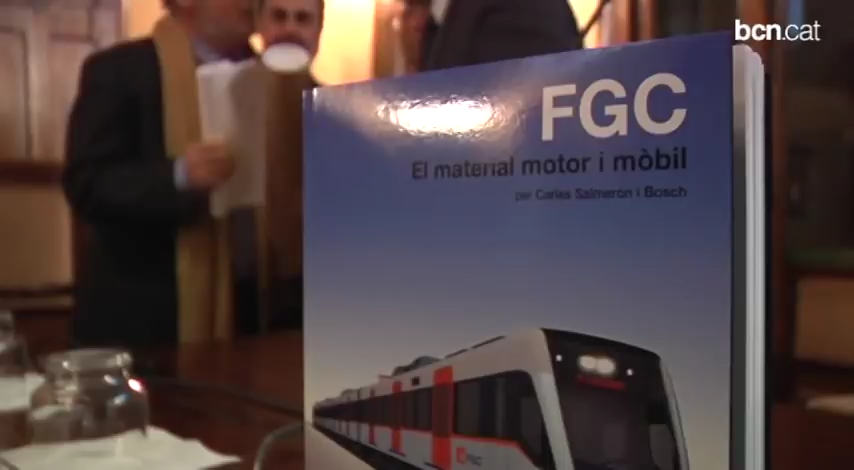 bcn.cat
FGC
El material motor i mòbil
per Carles Salmeron i Bosch
FGC